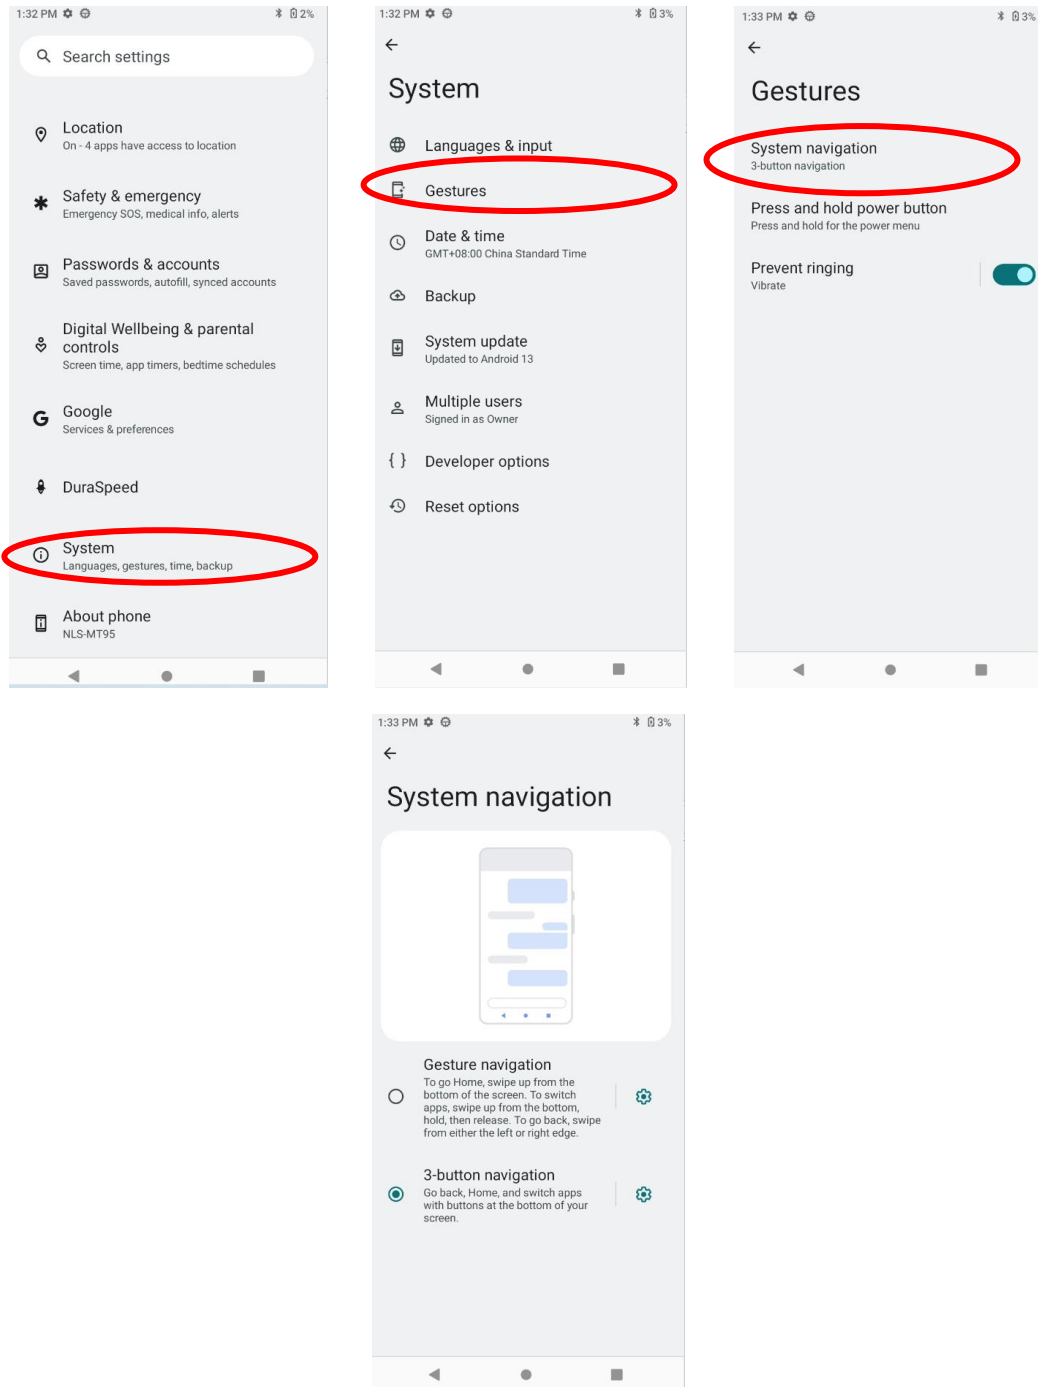 1:32 PM 2%
Search settings
Location
On - 4 apps have access to location
Safety & emergency
Emergency SOS, medical info, alerts
Passwords & accounts
Saved passwords, autofill, synced accounts
Digital Wellbeing & parental
controls
Screen time, app timers, bedtime schedules
Google
Services & preferences
DuraSpeed
System
Languages, gestures, time, backup
About phone
NLS-MT95
1:32 PM 3%
System
Languages & input
Gestures
Date & time
GMT+08:00 China Standard Time
Backup
System update
Updated to Android 13
Multiple users
Signed in as Owner
{ } Developer options
Reset options
1:33 PM 3%
Gestures
System navigation
3-button navigation
Press and hold power button
Press and hold for the power menu
Prevent ringing
Vibrate
1:33 PM 3%
System navigation
Gesture navigation
To go Home, swipe up from the
bottom of the screen. To switch
apps, swipe up from the bottom,
hold, then release. To go back, swipe
from either the left or right edge.
3-button navigation
Go back, Home, and switch apps
with buttons at the bottom of your
screen.